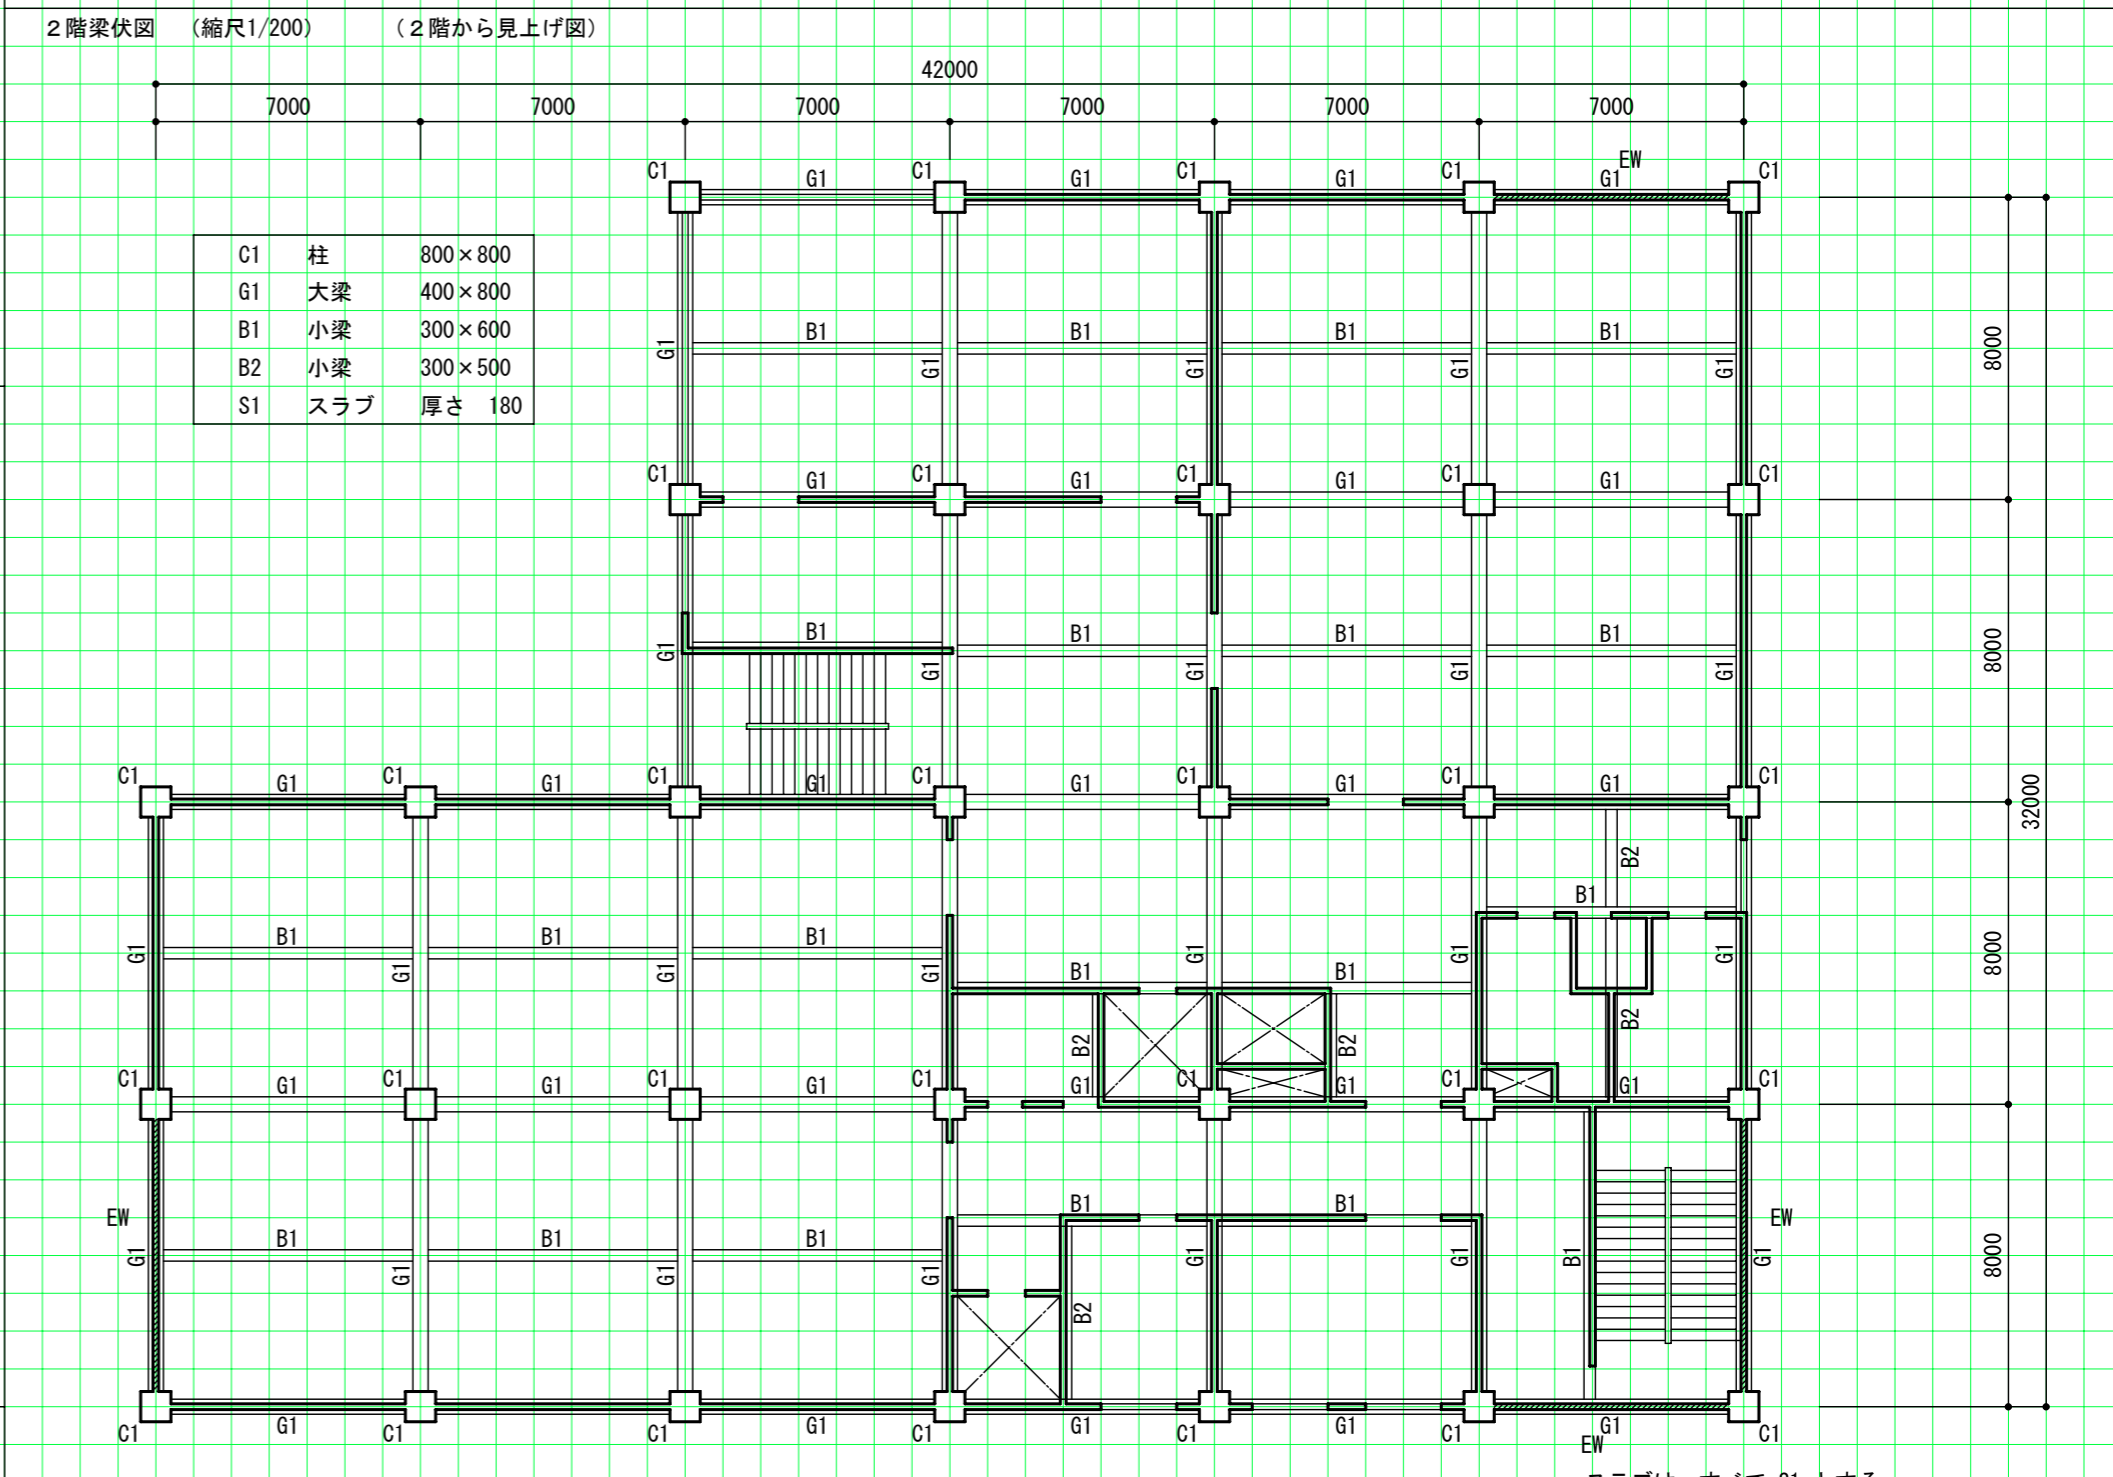 ２階梁伏図 （縮尺1/200） （２階から見上げ図）
42000
7000 7000 7000 7000 7000 7000
EW
C1 C1 C1 C1 C1
G1 G1 G1 G1
C1 柱 800×800
G1 大梁 400×800
B1 小梁 300×600
B2 小梁 300×500
S1 スラブ 厚さ 180
B1 B1 B1 B1
G1 G1 G1 G1 G1
8000
C1 C1 C1 C1 C1
G1 G1 G1 G1
B1 B1 B1 B1
G1 G1 G1 G1 G1
8000
C1 C1 C1 C1 C1 C1 C1
G1 G1 G1 G1 G1 G1
32000
B2
B1
B1 B1 B1
G1 G1 G1 G1 G1 G1 G1
8000
B1 B1
B2 B2 B2
C1 C1 C1 C1 C1 C1 C1
G1 G1 G1 G1 G1 G1
B1 B1
EW EW
B1 B1 B1
G1 G1 G1 G1 G1 G1 B1 G1
8000
B2
C1 C1 C1 C1 C1 C1 C1
G1 G1 G1 G1 G1 G1
EW